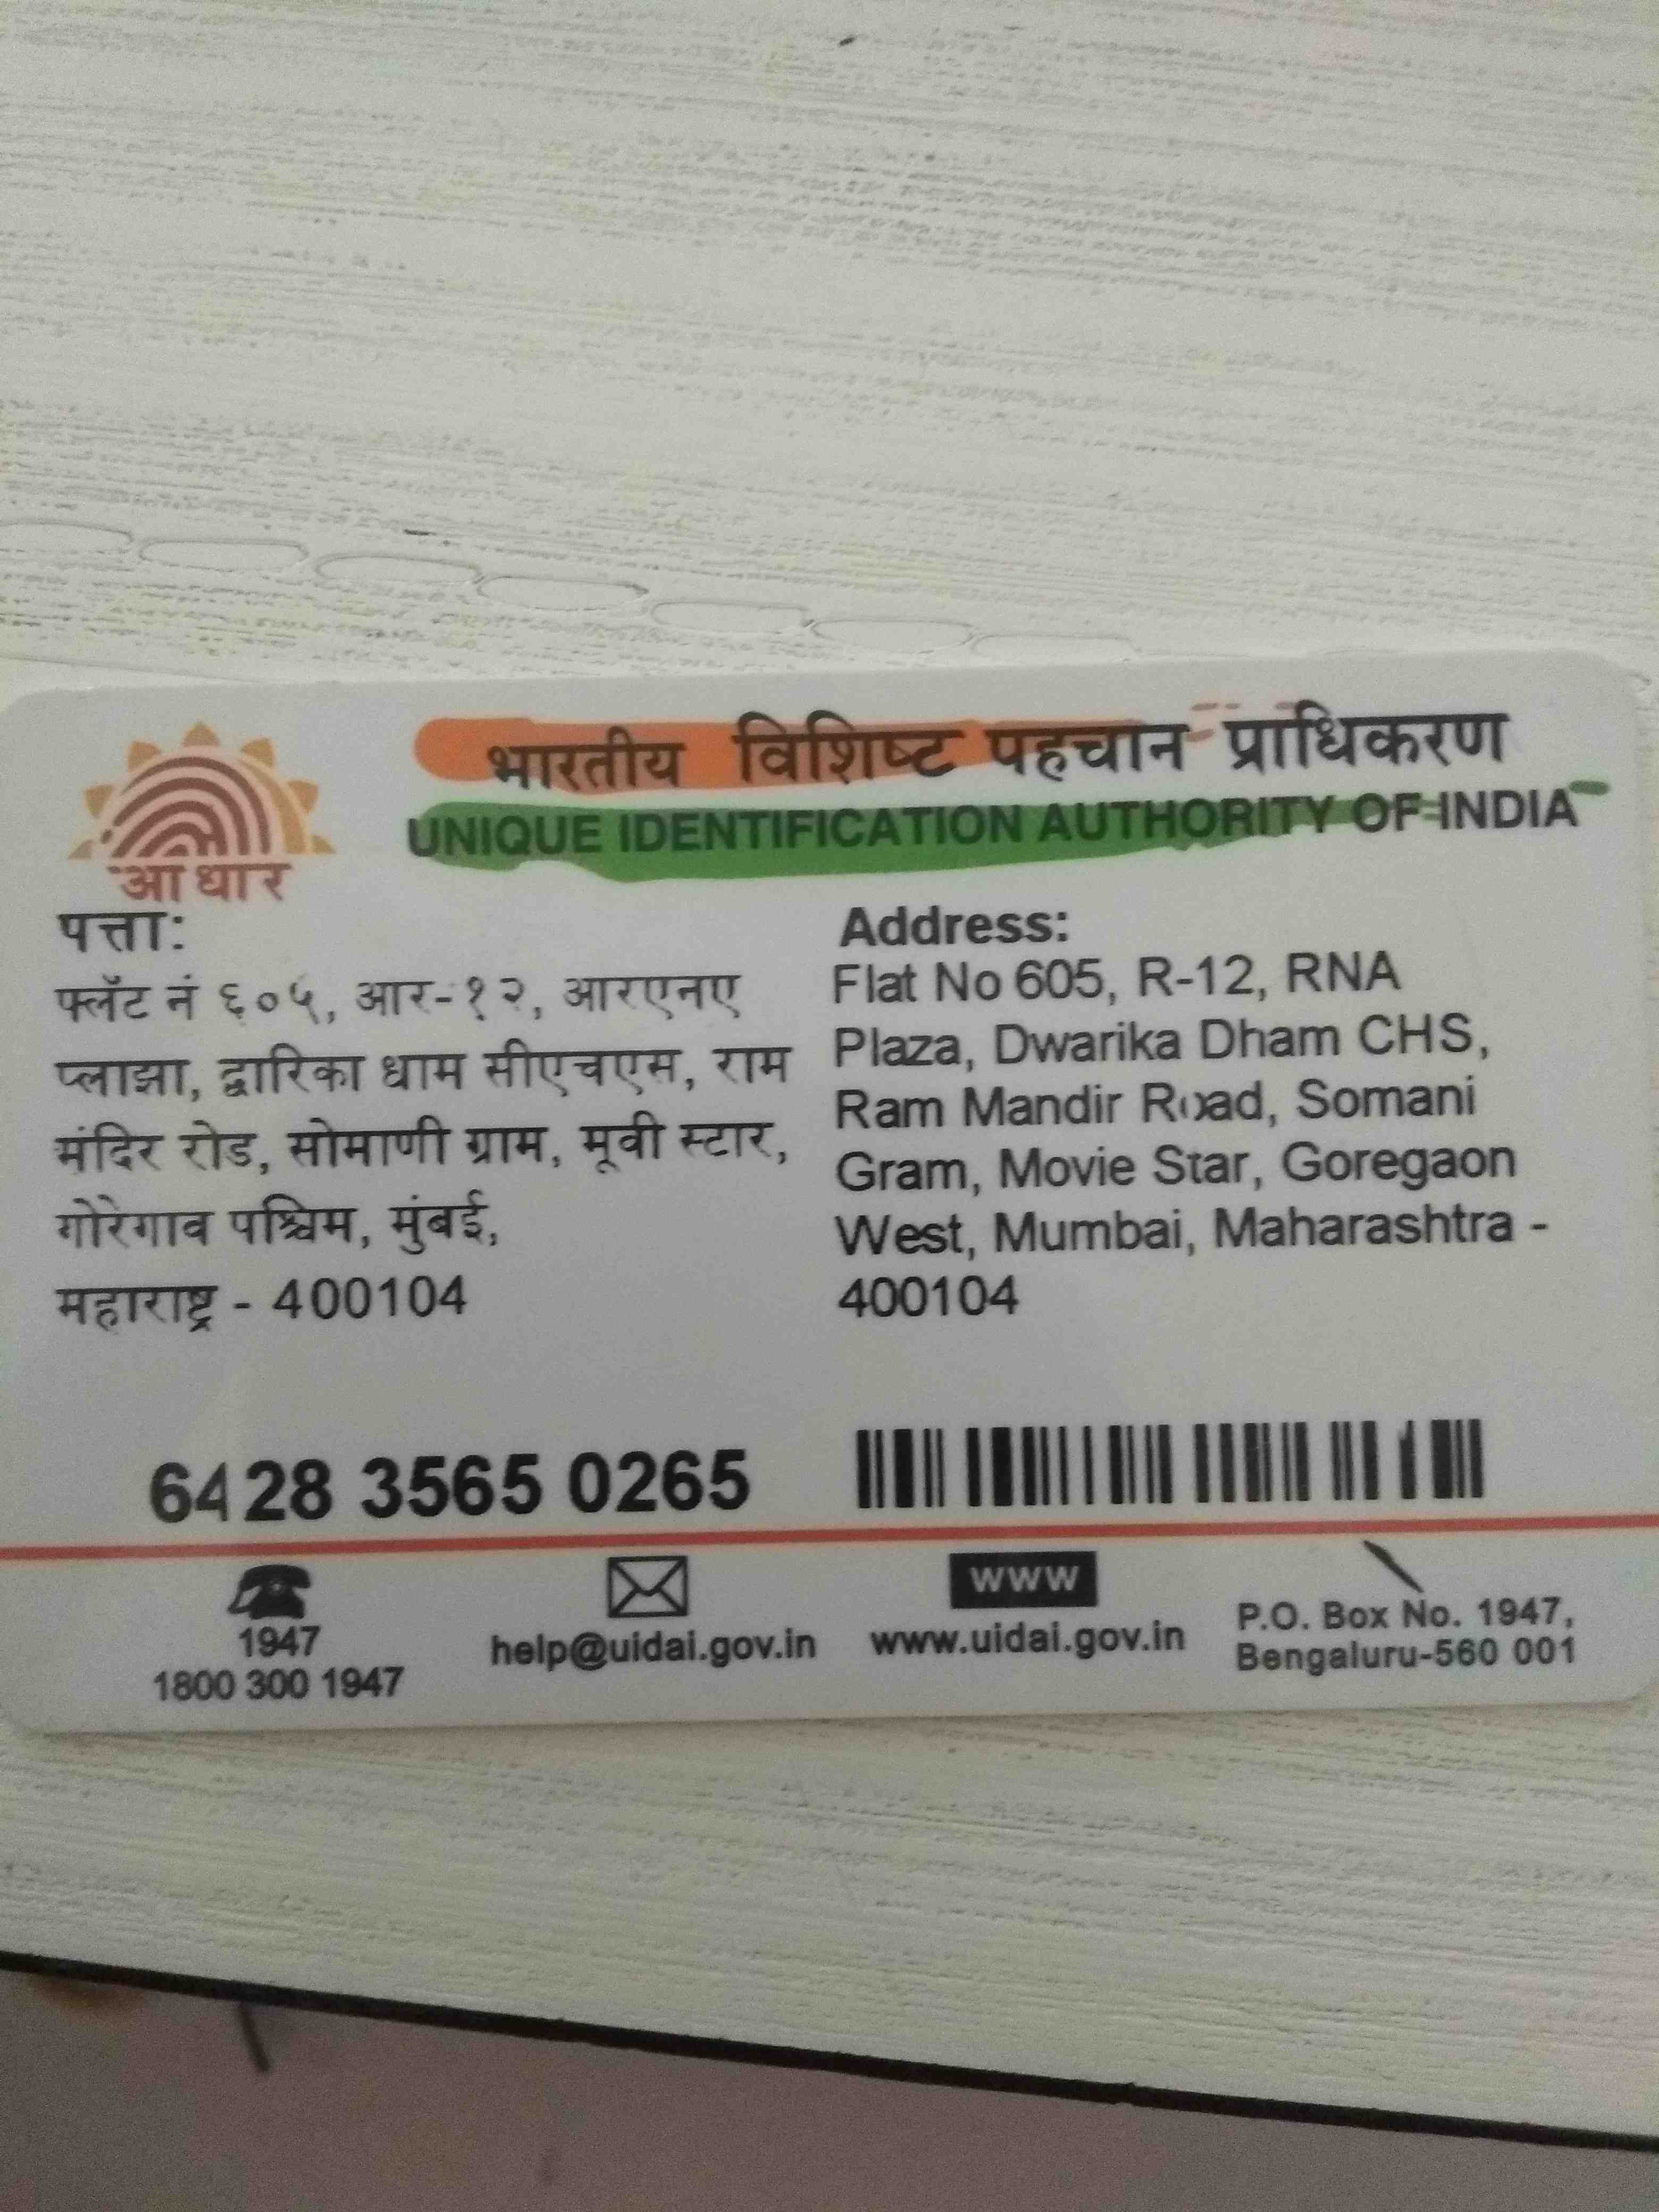 आधार
भारतीय विशिष्ट पहचान प्राधिकरण
UNIQUE IDENTIFICATION AUTHORITY OF INDIA
पत्ता:
फ्लॅट नं ६०५, आर-१२, आरएनए
प्लाझा, द्वारिका धाम सीएचएस, राम
मंदिर रोड, सोमाणी ग्राम, मूवी स्टार,
गोरेगाव पश्चिम, मुंबई,
महाराष्ट्र - 400104
Address:
Flat No 605, R-12, RNA
Plaza, Dwarika Dham CHS,
Ram Mandir Road, Somani
Gram, Movie Star, Goregaon
West, Mumbai, Maharashtra -
400104
6428 3565 0265
1947
1800 300 1947
help@uidai.gov.in
www
www.uidai.gov.in
P.O. Box No. 1947,
Bengaluru-560 001